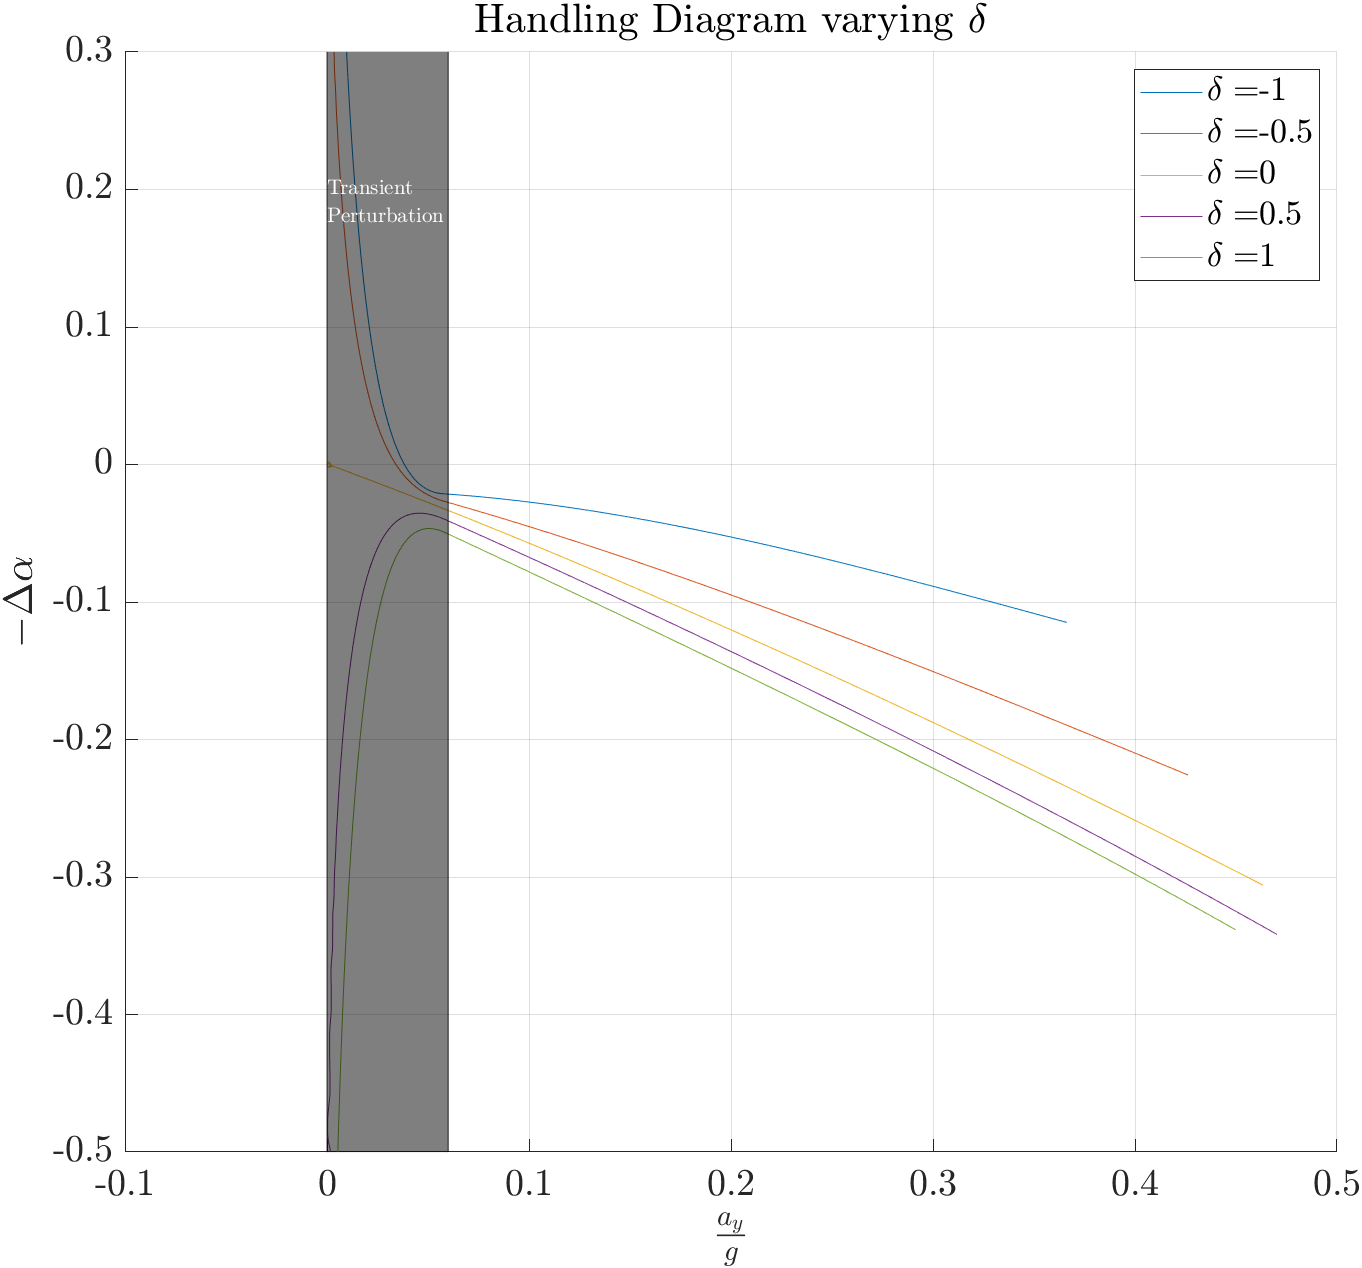 Handling Diagram varying δ
0.3
0.2
0.1
0
-0.1
-0.2
-0.3
-0.4
-0.5
−Δα
Transient
Perturbation
δ =-1
δ =-0.5
δ =0
δ =0.5
δ =1
-0.1 0 0.1 0.2 0.3 0.4 0.5
a_y
g